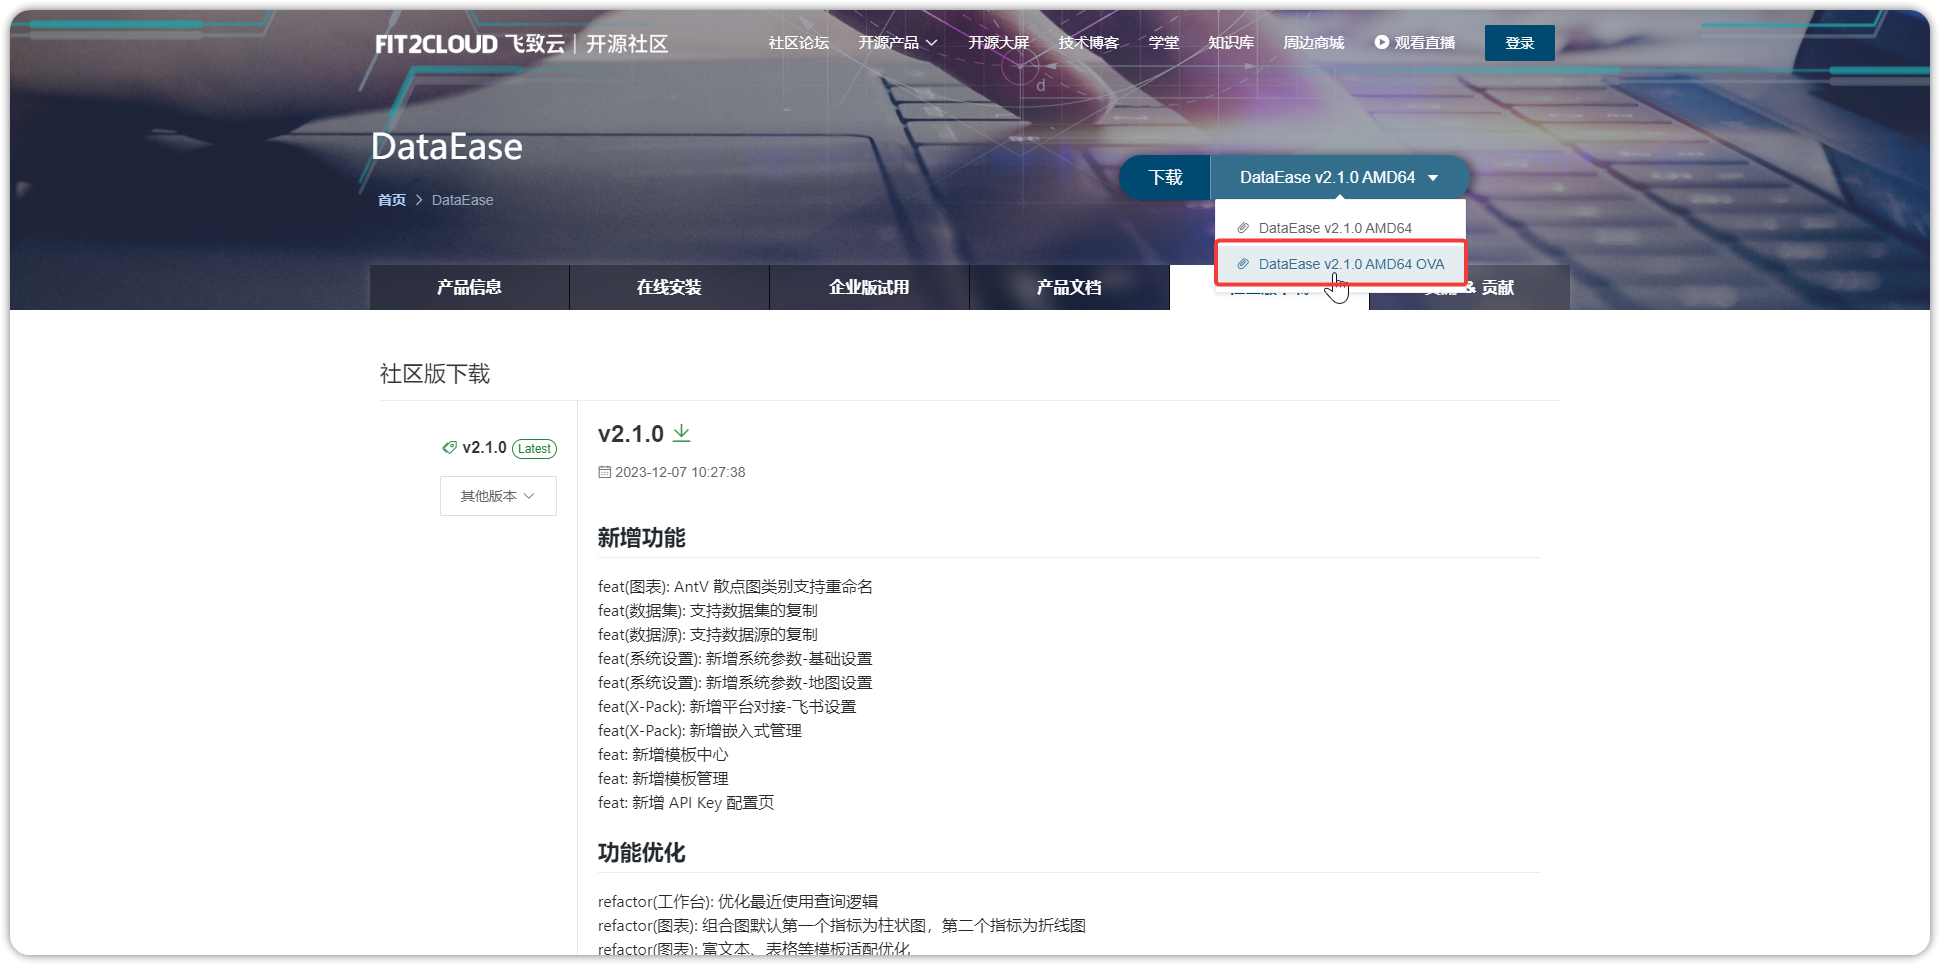 FIT2CLOUD 飞致云 | 开源社区
社区论坛 开源产品 开源大屏 技术博客 学堂 知识库 周边商城 观看直播 登录
d
DataEase
首页 > DataEase
下载 DataEase v2.1.0 AMD64
DataEase v2.1.0 AMD64
DataEase v2.1.0 AMD64 OVA
产品信息 在线安装 企业版试用 产品文档 & 贡献
社区版下载
v2.1.0 Latest
其他版本
v2.1.0
2023-12-07 10:27:38
新增功能
feat(图表): AntV 散点图类别支持重命名
feat(数据集): 支持数据集的复制
feat(数据源): 支持数据源的复制
feat(系统设置): 新增系统参数-基础设置
feat(系统设置): 新增系统参数-地图设置
feat(X-Pack): 新增平台对接-飞书设置
feat(X-Pack): 新增嵌入式管理
feat: 新增模板中心
feat: 新增模板管理
feat: 新增 API Key 配置页
功能优化
refactor(工作台): 优化最近使用查询逻辑
refactor(图表): 组合图默认第一个指标为柱状图，第二个指标为折线图
refactor(图表): 富文本、表格等模板适配优化